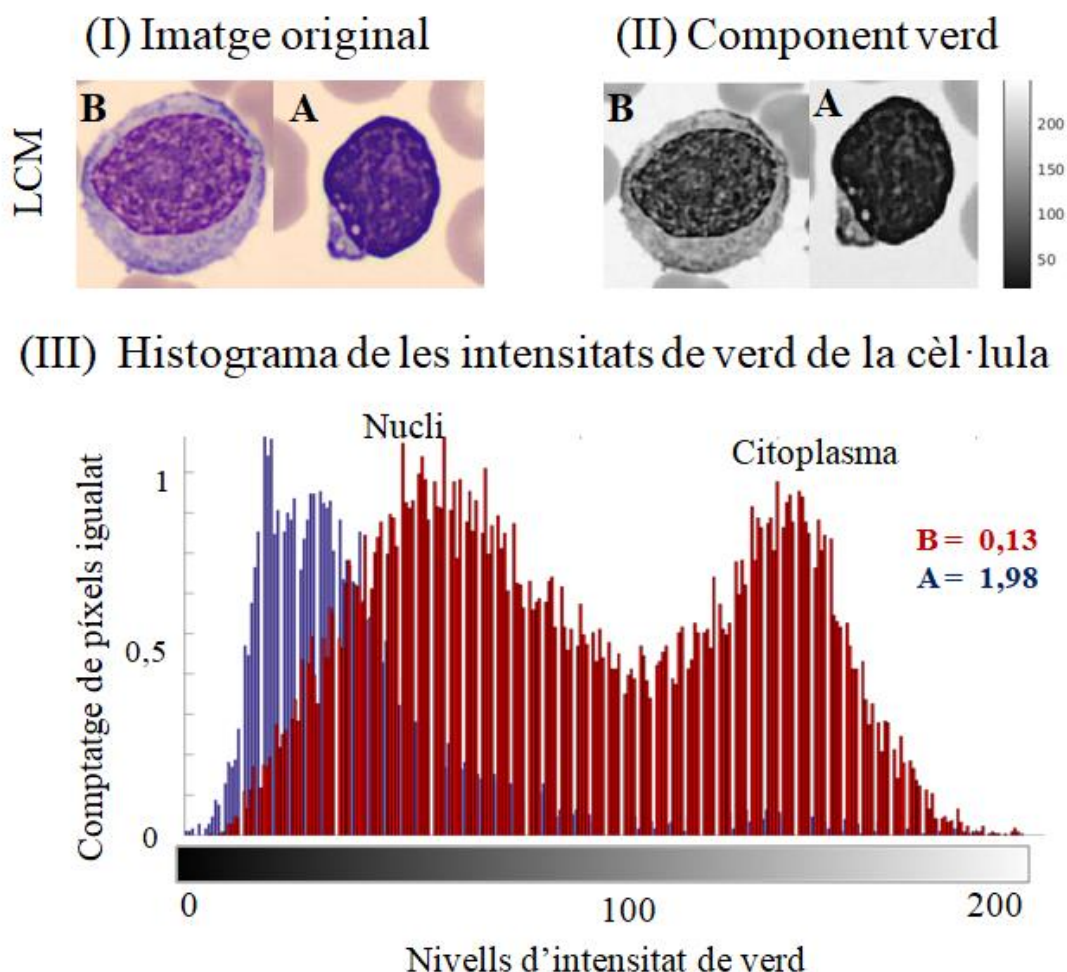 (I) Imatge original
(II) Component verd
LCM
B
A
B
A
200
150
100
50
(III) Histograma de les intensitats de verd de la cèl·lula
Comptatge de píxels igualat
Nucli
Citoplasma
1
0,5
0
B = 0,13
A = 1,98
0
100
200
Nivells d'intensitat de verd